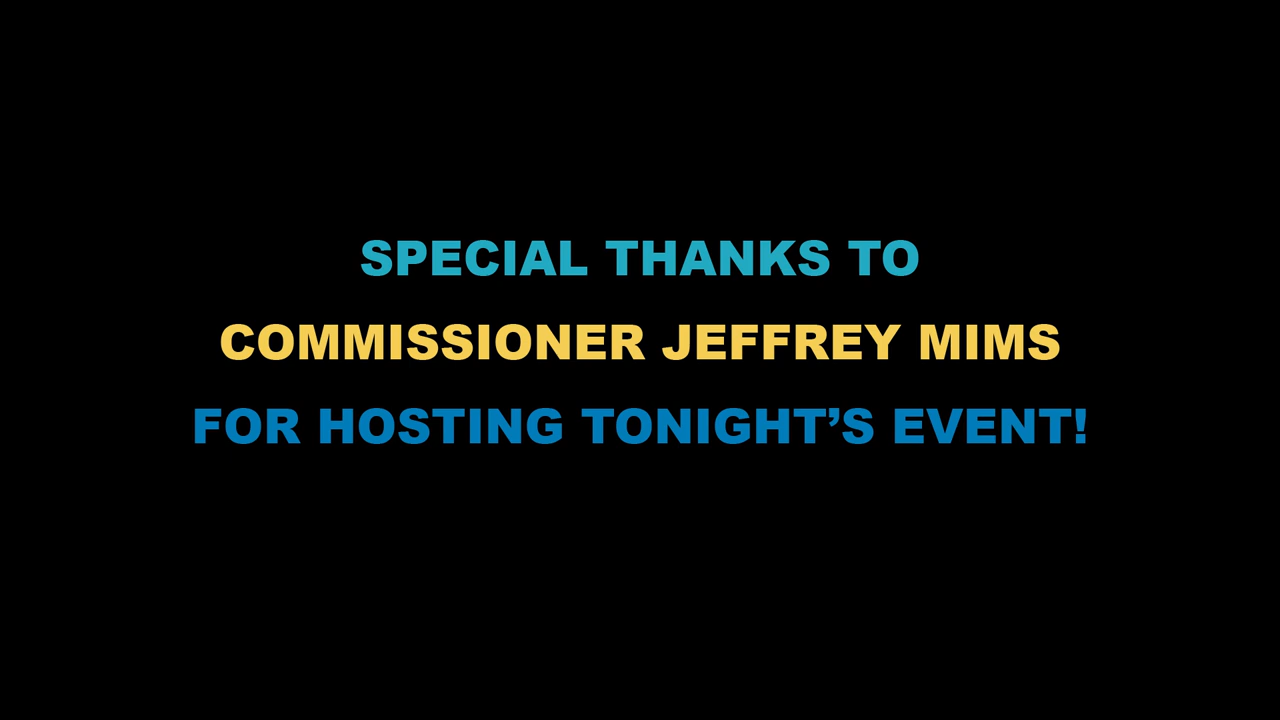 SPECIAL THANKS TO
COMMISSIONER JEFFREY MIMS
FOR HOSTING TONIGHT’S EVENT!